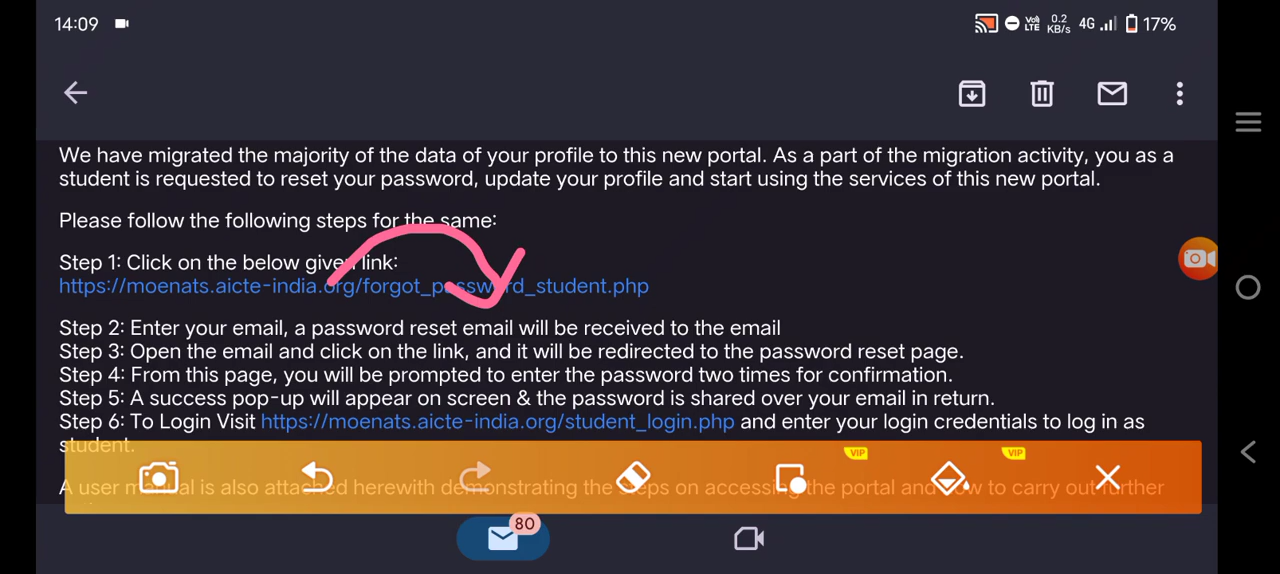 14:09
Vo)) LTE 0.2 KB/s 4G 17%
We have migrated the majority of the data of your profile to this new portal. As a part of the migration activity, you as a
student is requested to reset your password, update your profile and start using the services of this new portal.
Please follow the following steps for the same:
Step 1: Click on the below given link:
https://moenats.aicte-india.org/forgot_password_student.php
Step 2: Enter your email, a password reset email will be received to the email
Step 3: Open the email and click on the link, and it will be redirected to the password reset page.
Step 4: From this page, you will be prompted to enter the password two times for confirmation.
Step 5: A success pop-up will appear on screen & the password is shared over your email in return.
Step 6: To Login Visit https://moenats.aicte-india.org/student_login.php and enter your login credentials to log in as
student.
VIP VIP
A user manual is also attached herewith demonstrating the steps on accessing the portal and how to carry out further
80